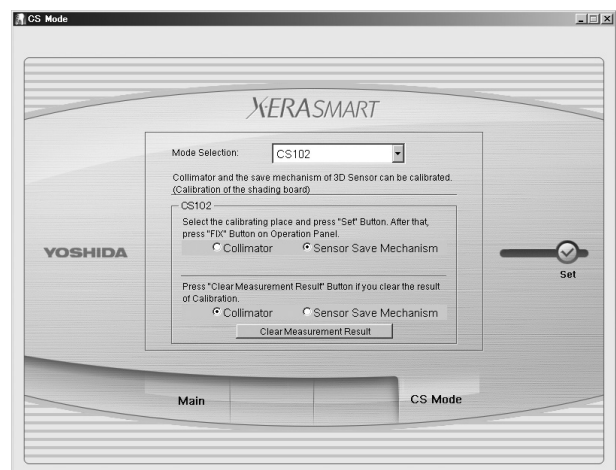 CS Mode
X-ERASMART
Mode Selection:
CS102
Collimator and the save mechanism of 3D Sensor can be calibrated.
(Calibration of the shading board)
CS102
Select the calibrating place and press "Set" Button. After that,
press "FIX" Button on Operation Panel.
Collimator
Sensor Save Mechanism
YOSHIDA
Set
Press "Clear Measurement Result" Button if you clear the result
of Calibration.
Collimator
Sensor Save Mechanism
Clear Measurement Result
Main
CS Mode